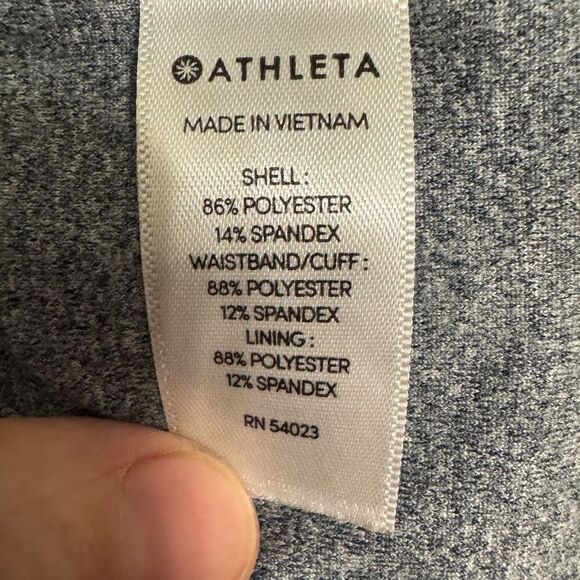 ATHLETA
MADE IN VIETNAM
SHELL :
86% POLYESTER
14% SPANDEX
WAISTBAND/CUFF :
88% POLYESTER
12% SPANDEX
LINING :
88% POLYESTER
12% SPANDEX
RN 54023